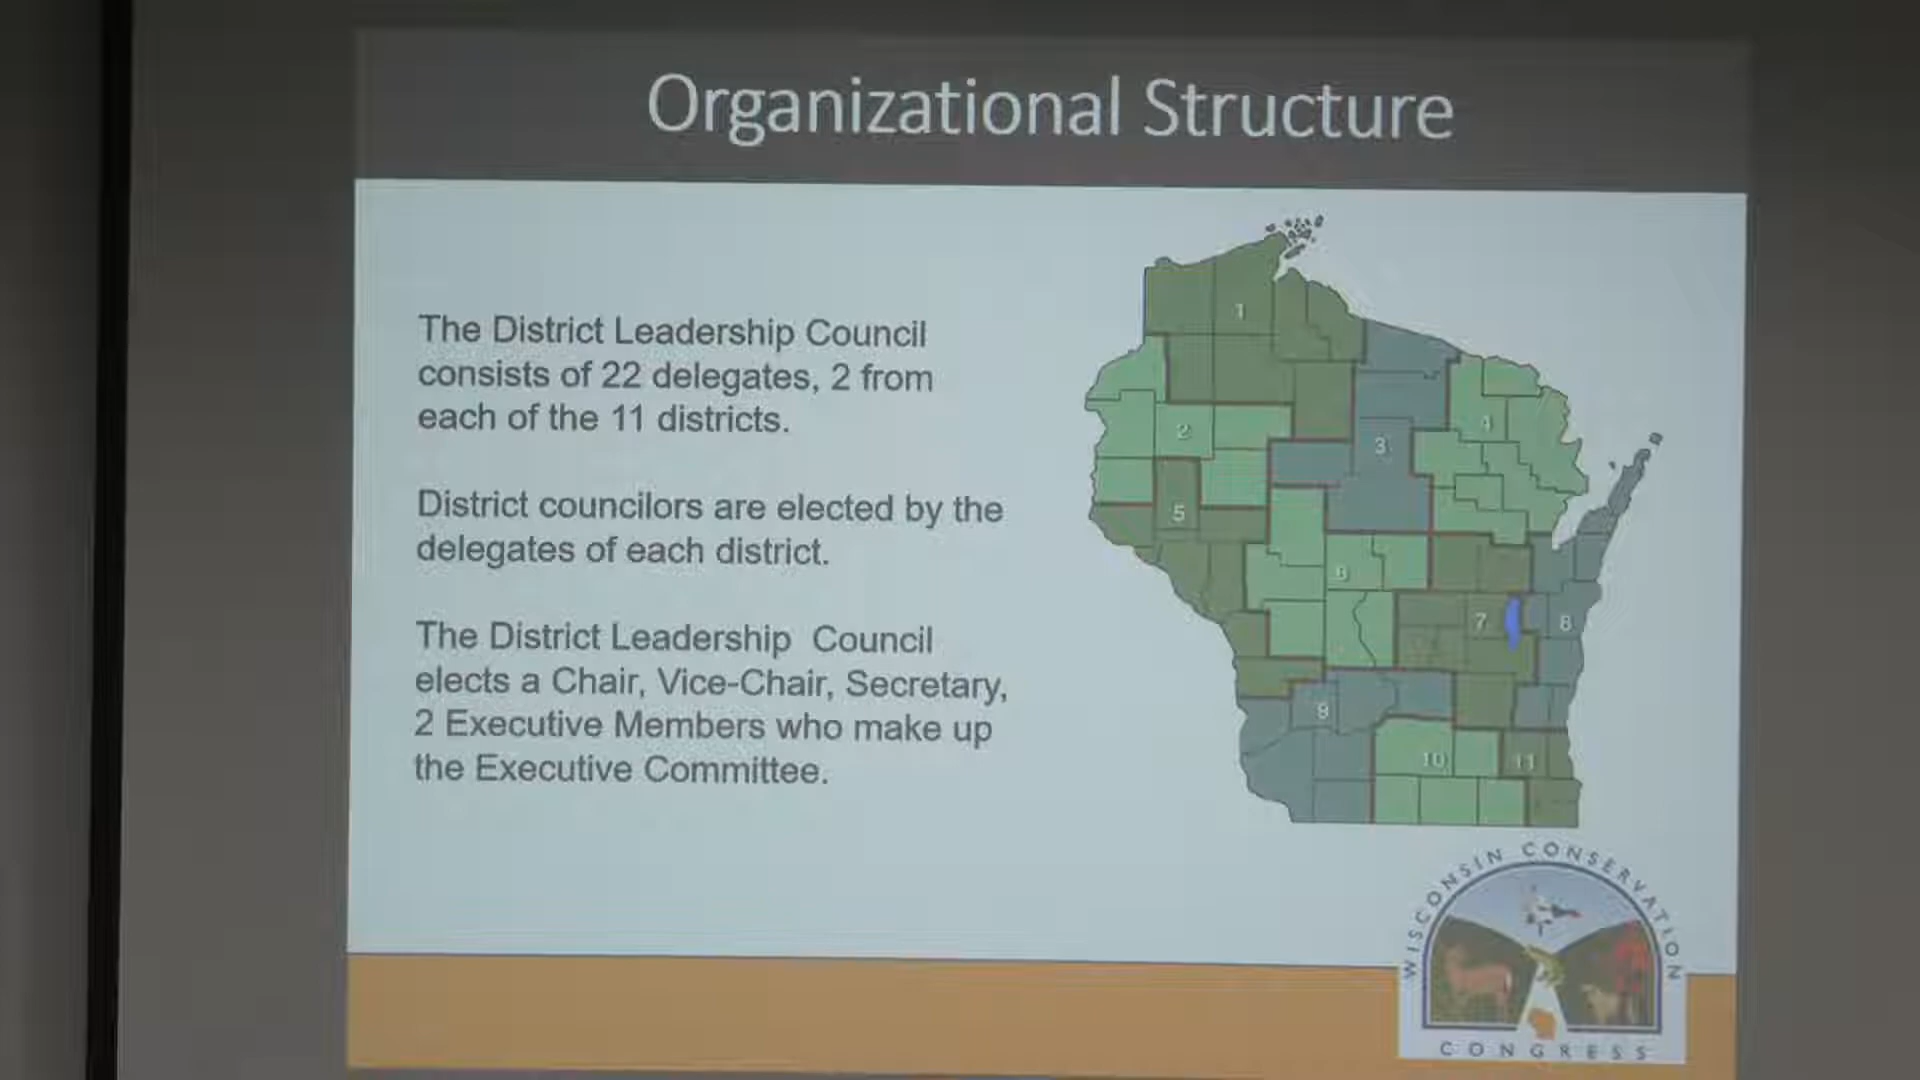 Organizational Structure
The District Leadership Council
consists of 22 delegates, 2 from
each of the 11 districts.
District councilors are elected by the
delegates of each district.
The District Leadership Council
elects a Chair, Vice-Chair, Secretary,
2 Executive Members who make up
the Executive Committee.
1
2
3
4
5
6
7
8
9
10
11
WISCONSIN CONSERVATION
CONGRESS